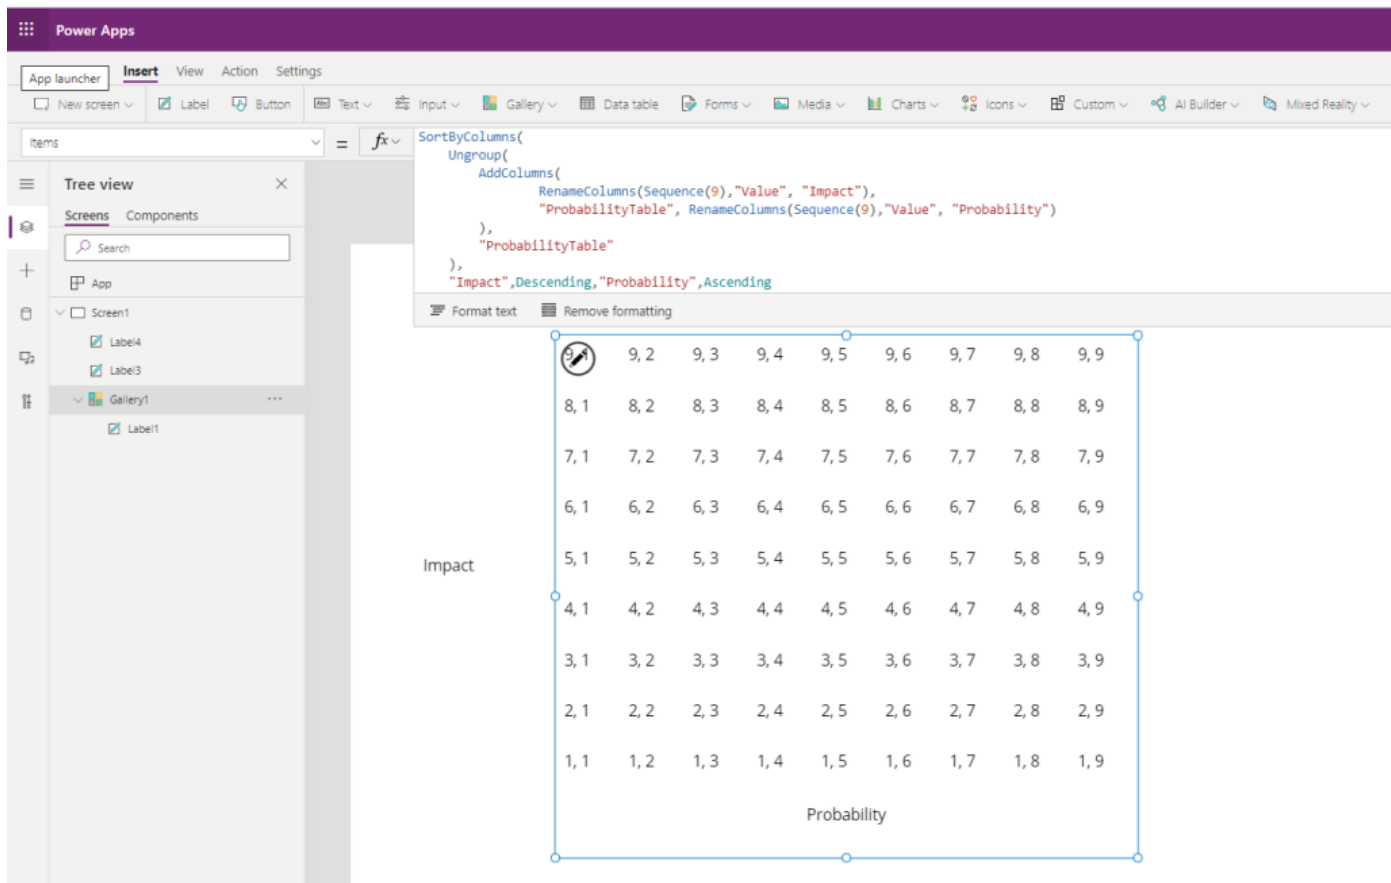 Power Apps
App launcher Insert View Action Settings
New screen Label Button Text Input Gallery Data table Forms Media Charts Icons Custom AI Builder Mixed Reality
Items = fx SortByColumns(
Ungroup(
AddColumns(
RenameColumns(Sequence(9),"Value", "Impact"),
"ProbabilityTable", RenameColumns(Sequence(9),"Value", "Probability")
),
"ProbabilityTable"
),
"Impact",Descending,"Probability",Ascending
Format text Remove formatting
Tree view
Screens Components
Search
App
Screen1
Label4
Label3
Gallery1
Label1
9, 2 9, 3 9, 4 9, 5 9, 6 9, 7 9, 8 9, 9
8, 1 8, 2 8, 3 8, 4 8, 5 8, 6 8, 7 8, 8 8, 9
7, 1 7, 2 7, 3 7, 4 7, 5 7, 6 7, 7 7, 8 7, 9
6, 1 6, 2 6, 3 6, 4 6, 5 6, 6 6, 7 6, 8 6, 9
Impact 5, 1 5, 2 5, 3 5, 4 5, 5 5, 6 5, 7 5, 8 5, 9
4, 1 4, 2 4, 3 4, 4 4, 5 4, 6 4, 7 4, 8 4, 9
3, 1 3, 2 3, 3 3, 4 3, 5 3, 6 3, 7 3, 8 3, 9
2, 1 2, 2 2, 3 2, 4 2, 5 2, 6 2, 7 2, 8 2, 9
1, 1 1, 2 1, 3 1, 4 1, 5 1, 6 1, 7 1, 8 1, 9
Probability